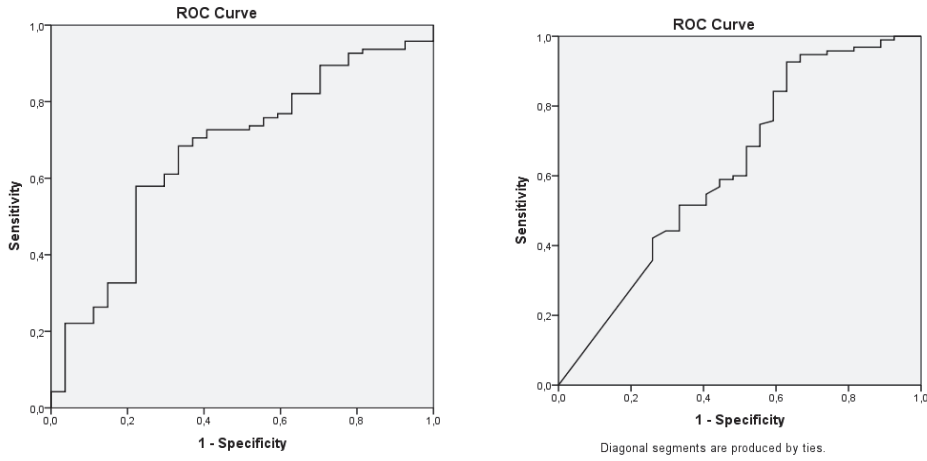 ROC Curve
1,0
0,8
0,6
0,4
0,2
0,0
Sensitivity
0,0 0,2 0,4 0,6 0,8 1,0
1 - Specificity
ROC Curve
1,0
0,8
0,6
0,4
0,2
0,0
Sensitivity
0,0 0,2 0,4 0,6 0,8 1,0
1 - Specificity
Diagonal segments are produced by ties.